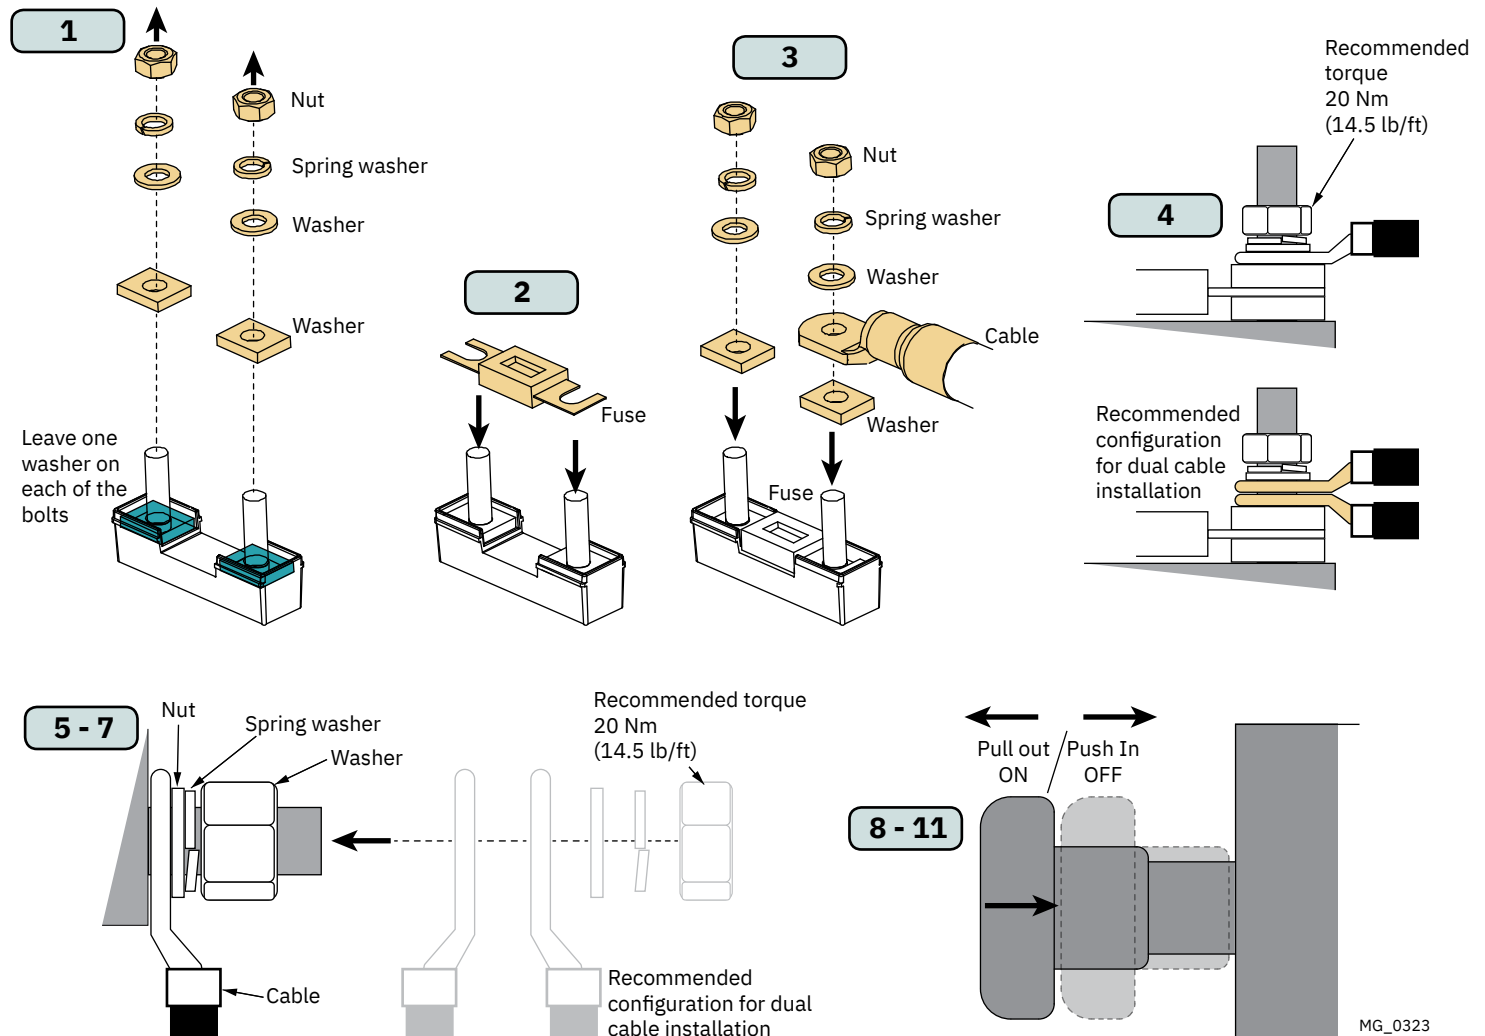 1
Nut
Spring washer
Washer
Washer
Leave one
washer on
each of the
bolts
2
Fuse
3
Nut
Spring washer
Washer
Cable
Washer
Fuse
4
Recommended
torque
20 Nm
(14.5 lb/ft)
Recommended
configuration
for dual cable
installation
5 - 7
Nut
Spring washer
Washer
Cable
Recommended torque
20 Nm
(14.5 lb/ft)
Recommended
configuration for dual
cable installation
8 - 11
Pull out
ON
Push In
OFF
MG_0323